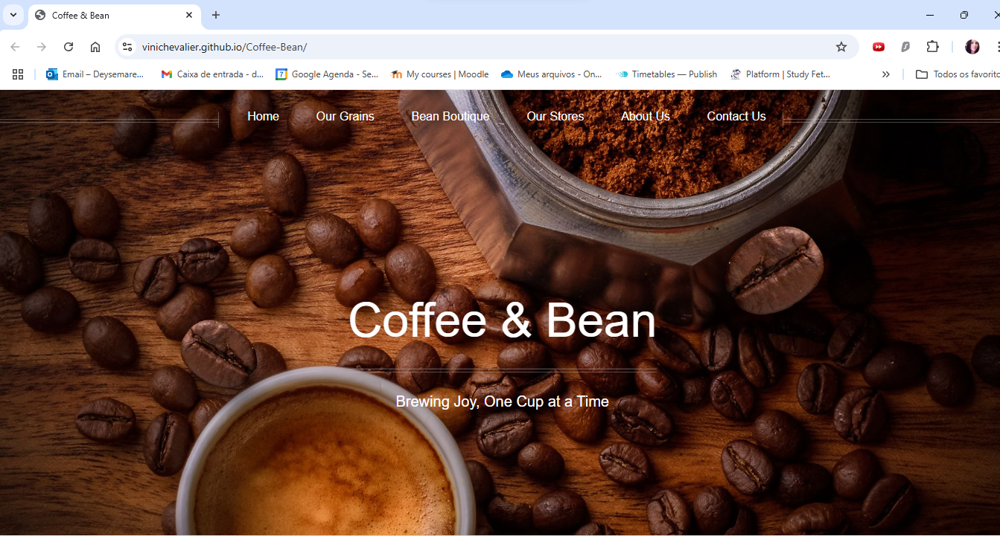 Coffee & Bean
vinichevalier.github.io/Coffee-Bean/
Email – Deysemare... Caixa de entrada - d... 7 Google Agenda - Se... My courses | Moodle Meus arquivos - On... Timetables — Publish Platform | Study Fet... Todos os favorito
Home Our Grains Bean Boutique Our Stores About Us Contact Us
Coffee & Bean
Brewing Joy, One Cup at a Time